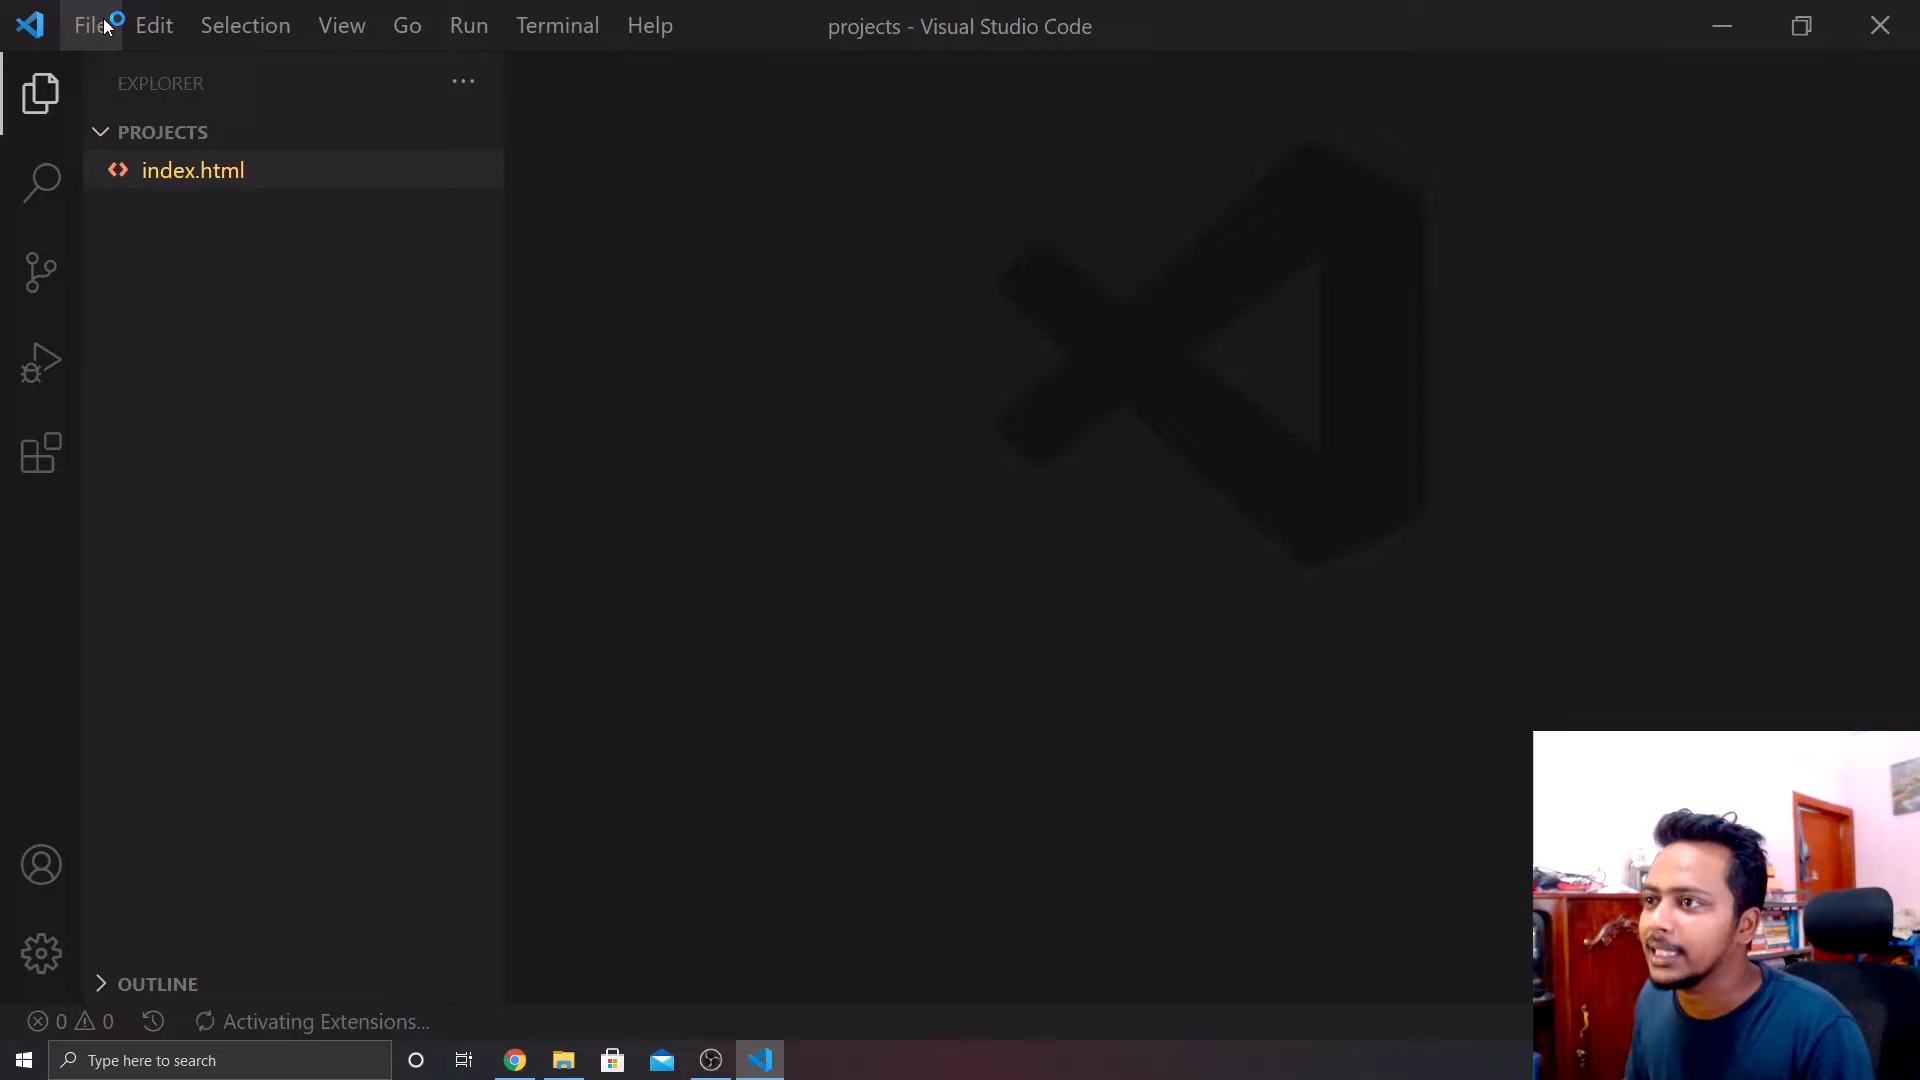 File Edit Selection View Go Run Terminal Help
projects - Visual Studio Code
EXPLORER
PROJECTS
index.html
OUTLINE
0 0 Activating Extensions...
Type here to search